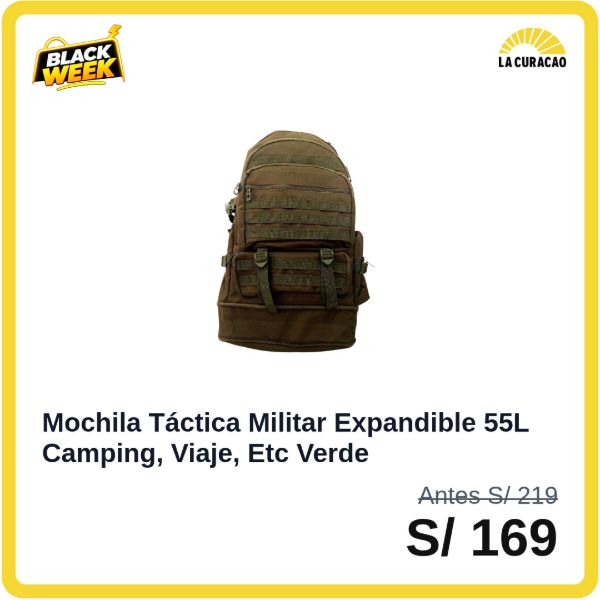 BLACK
WEEK
LA CURACAO
Mochila Táctica Militar Expandible 55L
Camping, Viaje, Etc Verde
Antes S/ 219
S/ 169